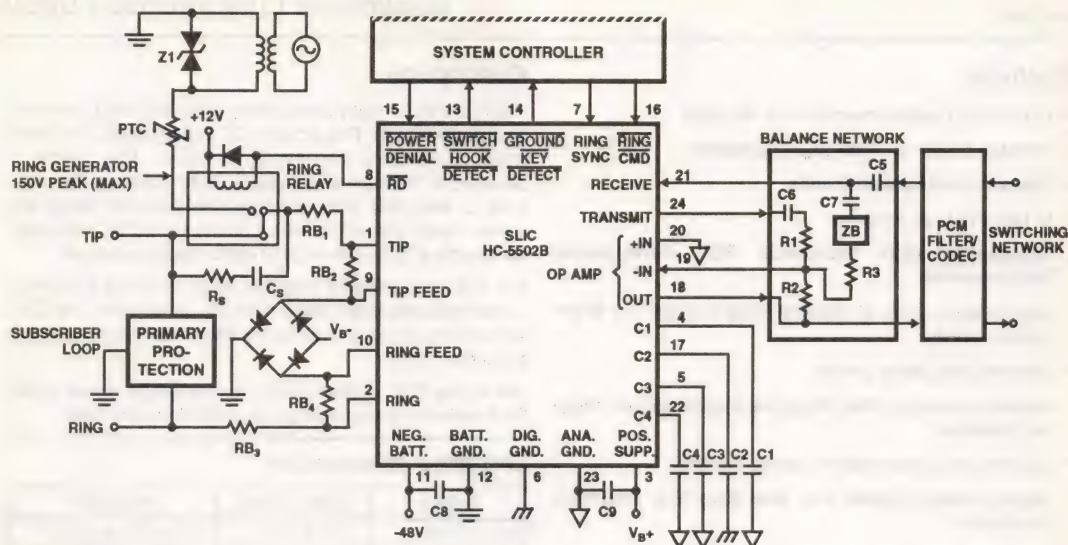 SYSTEM CONTROLLER
Z1
+12V
PTC
RING GENERATOR
150V PEAK (MAX)
RING
RELAY
15
13
14
7
16
POWER
DENIAL
SWITCH
HOOK
DETECT
GROUND
KEY
DETECT
RING
SYNC
RING
CMD
8
RD
TIP
RB1
1
TIP
RB2
9
TIP FEED
RS
CS
SUBSCRIBER
LOOP
PRIMARY
PRO-
TECTION
VB-
10
RING FEED
RB4
2
RING
RING
RB3
SLIC
HC-5502B
RECEIVE
21
TRANSMIT
24
+IN
20
OP AMP
-IN
19
OUT
18
C1
4
C2
17
C3
5
C4
22
BALANCE NETWORK
C5
C6
C7
ZB
R1
R2
R3
PCM
FILTER/
CODEC
SWITCHING
NETWORK
NEG.
BATT.
BATT.
GND.
DIG.
GND.
ANA.
GND.
POS.
SUPP.
11
12
6
23
3
C8
C9
-48V
VB+
C4
C3
C2
C1